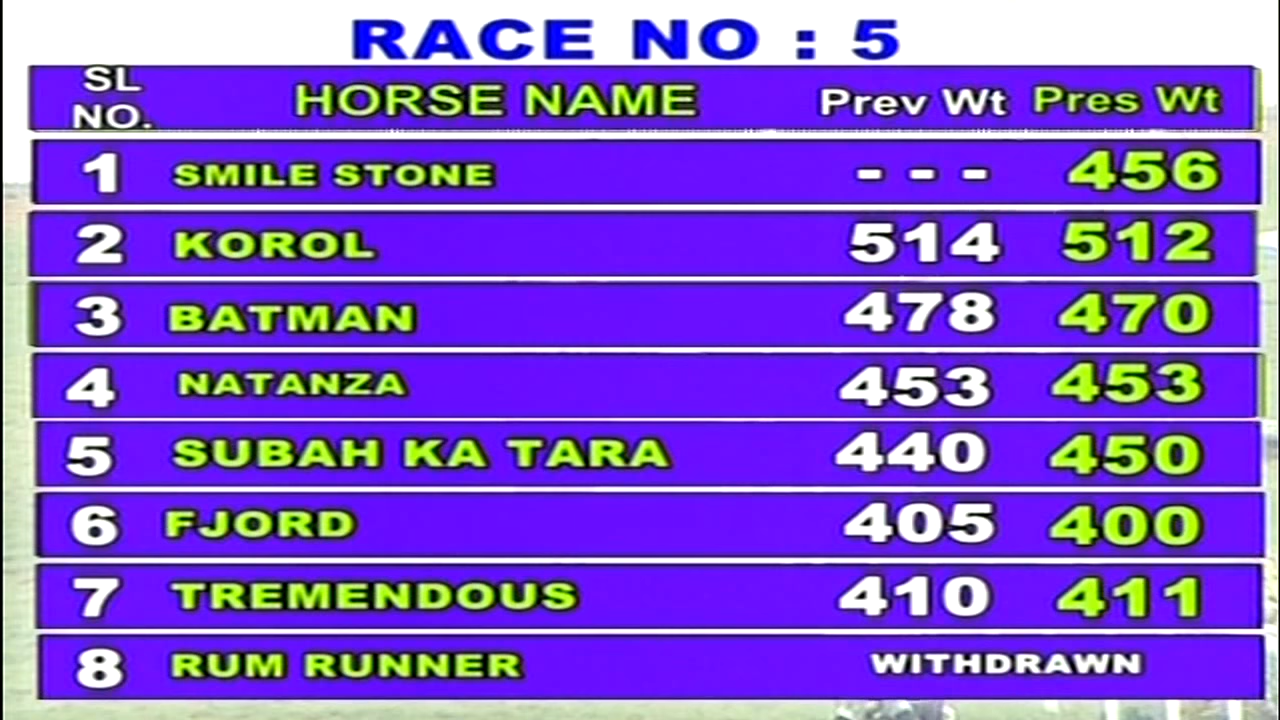 RACE NO : 5
SL NO. HORSE NAME Prev Wt Pres Wt
1 SMILE STONE - - - 456
2 KOROL 514 512
3 BATMAN 478 470
4 NATANZA 453 453
5 SUBAH KA TARA 440 450
6 FJORD 405 400
7 TREMENDOUS 410 411
8 RUM RUNNER WITHDRAWN